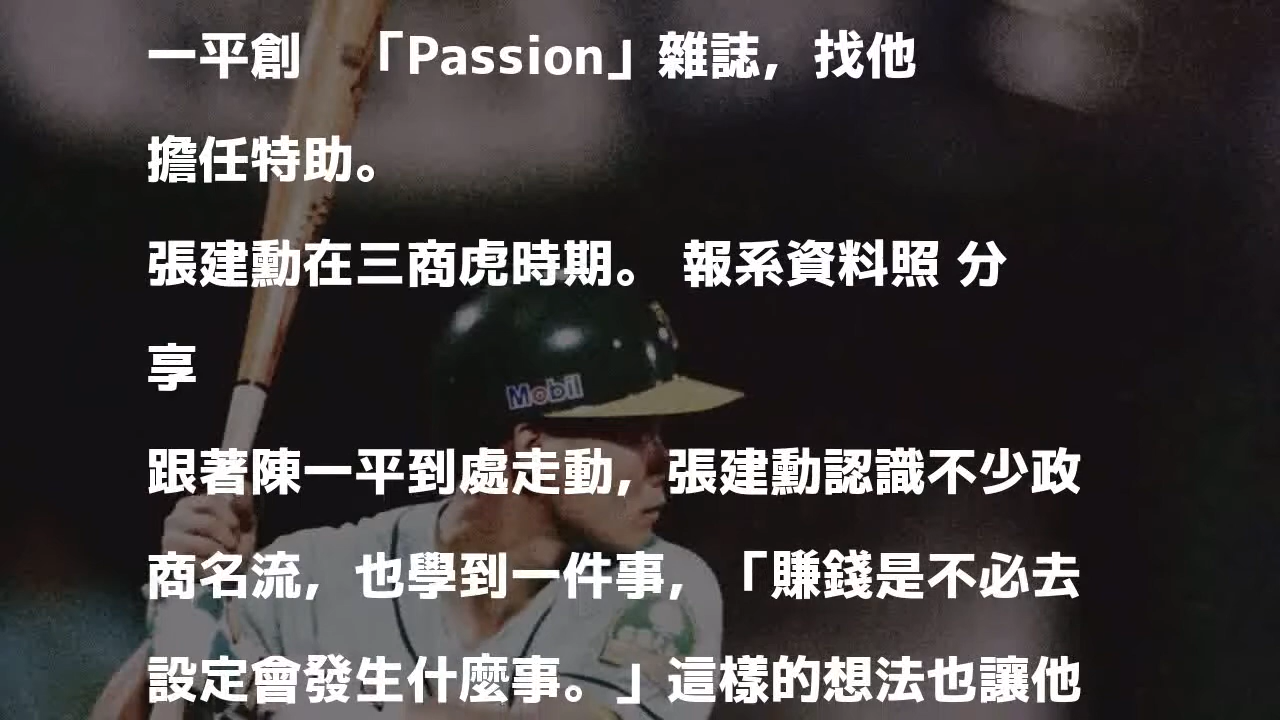 一平創　「Passion」雜誌，找他
擔任特助。
張建勳在三商虎時期。 報系資料照 分
享
Mobil
跟著陳一平到處走動，張建勳認識不少政
商名流，也學到一件事，「賺錢是不必去
設定會發生什麼事。」這樣的想法也讓他